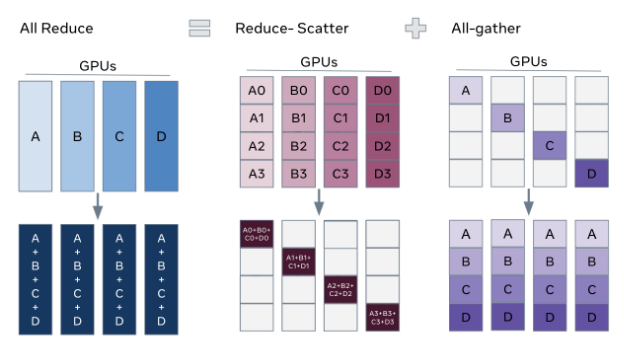 All Reduce
Reduce- Scatter
All-gather
GPUs
A B C D
A A A A
+ + + +
B B B B
+ + + +
C C C C
+ + + +
D D D D
GPUs
A0 B0 C0 D0
A1 B1 C1 D1
A2 B2 C2 D2
A3 B3 C3 D3
A0+B0+
C0+D0
A1+B1+
C1+D1
A2+B2+
C2+D2
A3+B3+
C3+D3
GPUs
A
B
C
D
A A A A
B B B B
C C C C
D D D D